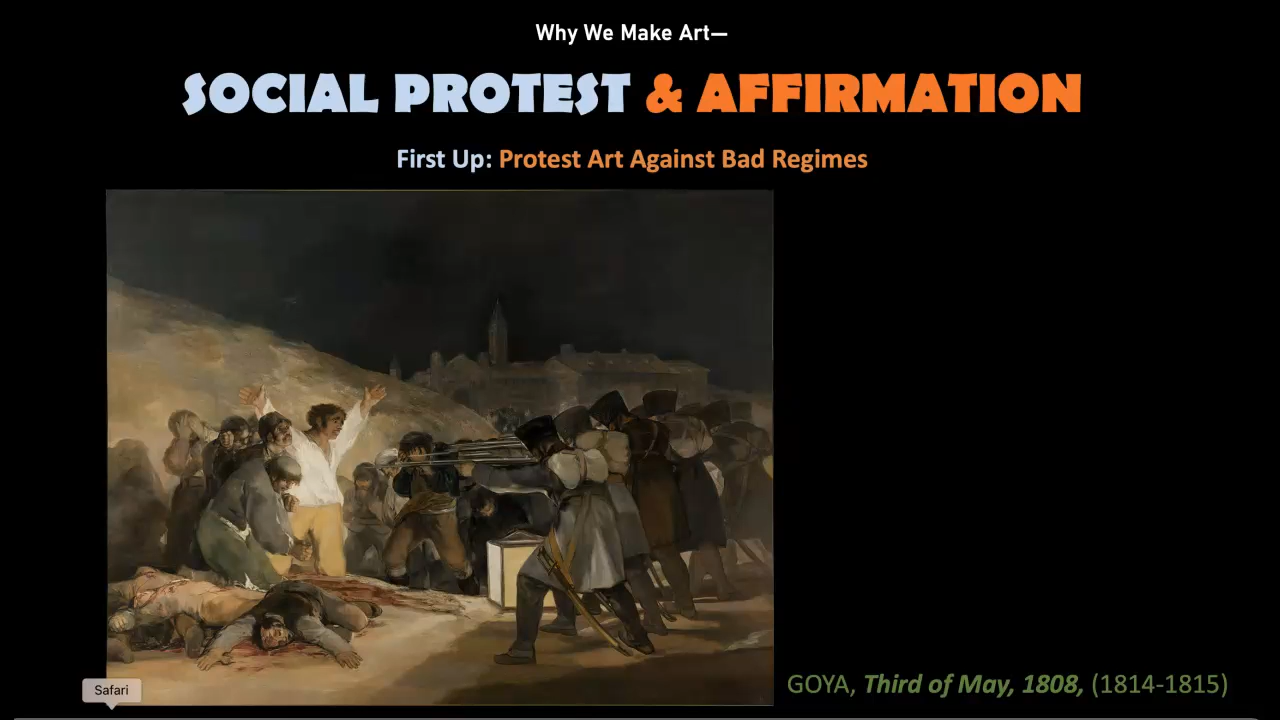 Why We Make Art—
SOCIAL PROTEST & AFFIRMATION
First Up: Protest Art Against Bad Regimes
GOYA, Third of May, 1808, (1814-1815)
Safari